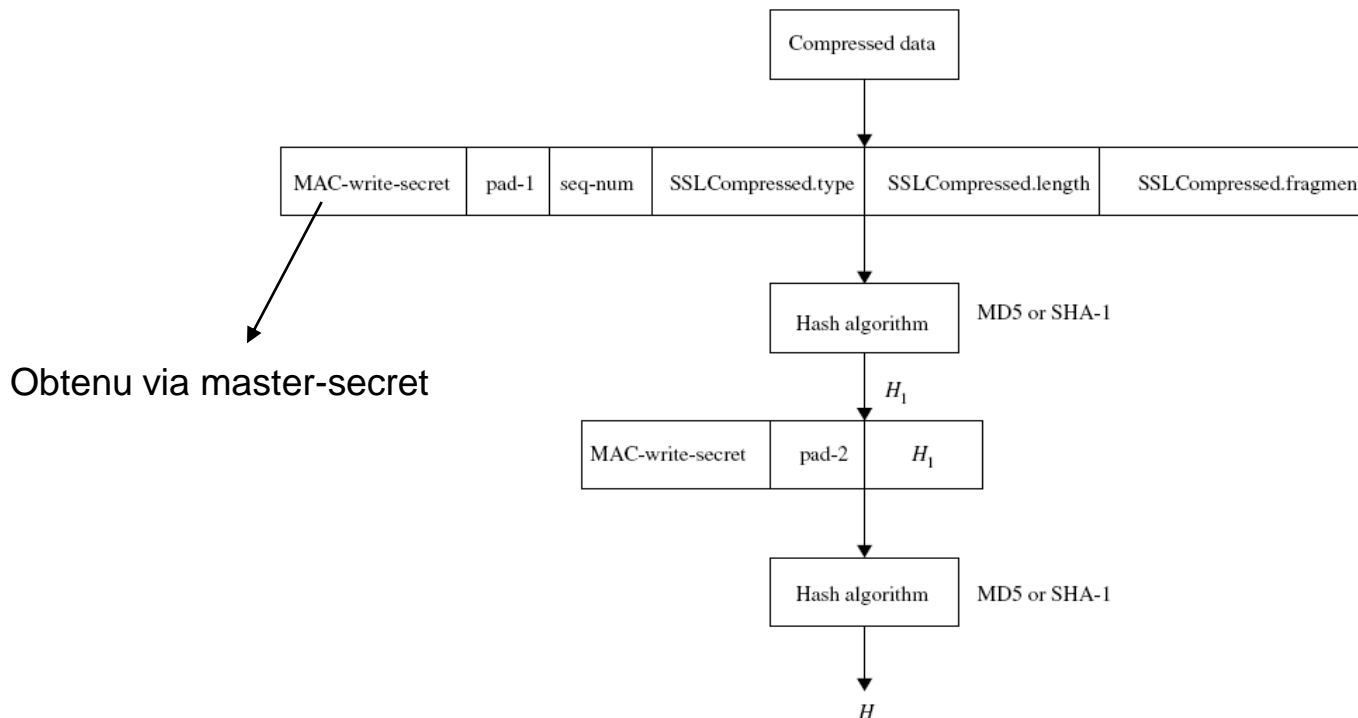 Compressed data
MAC-write-secret pad-1 seq-num SSLCompressed.type SSLCompressed.length SSLCompressed.fragmen
Hash algorithm MD5 or SHA-1
Obtenu via master-secret
H1
MAC-write-secret pad-2 H1
Hash algorithm MD5 or SHA-1
H